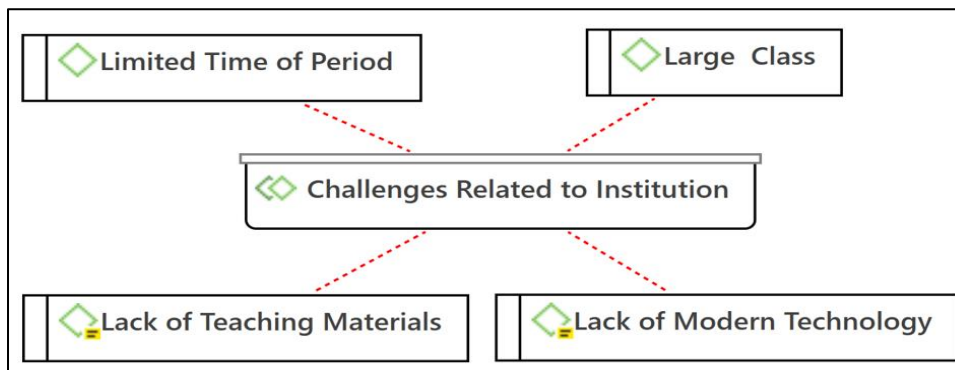 Limited Time of Period
Large Class
Challenges Related to Institution
Lack of Teaching Materials
Lack of Modern Technology